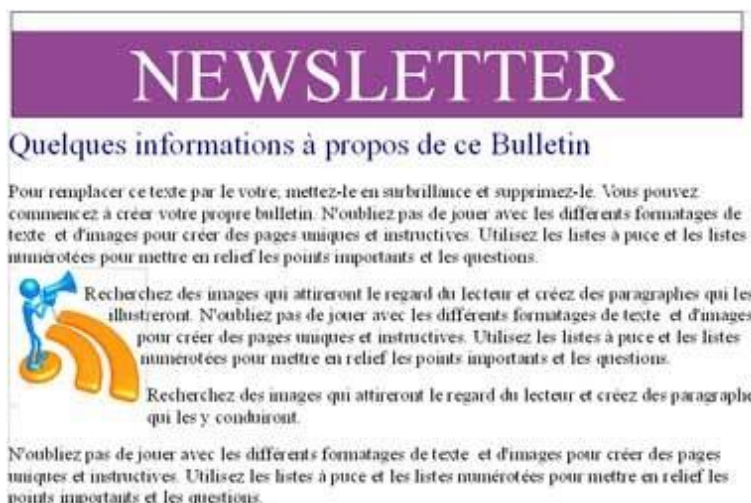 NEWSLETTER
Quelques informations à propos de ce Bulletin
Pour remplacer ce texte par le votre, mettez-le en surbrillance et supprimez-le. Vous pouvez
commencez à créer votre propre bulletin. N'oubliez pas de jouer avec les différents formatages de
texte et d'images pour créer des pages uniques et instructives. Utilisez les listes à puce et les listes
numérotées pour mettre en relief les points importants et les questions.
Recherchez des images qui attireront le regard du lecteur et créez des paragraphes qui les
illustreront. N'oubliez pas de jouer avec les différents formatages de texte et d'images
pour créer des pages uniques et instructives. Utilisez les listes à puce et les listes
numérotées pour mettre en relief les points importants et les questions.
Recherchez des images qui attireront le regard du lecteur et créez des paragraphe
qui les y conduiront.
N'oubliez pas de jouer avec les différents formatages de texte et d'images pour créer des pages
uniques et instructives. Utilisez les listes à puce et les listes numérotées pour mettre en relief les
points importants et les questions.